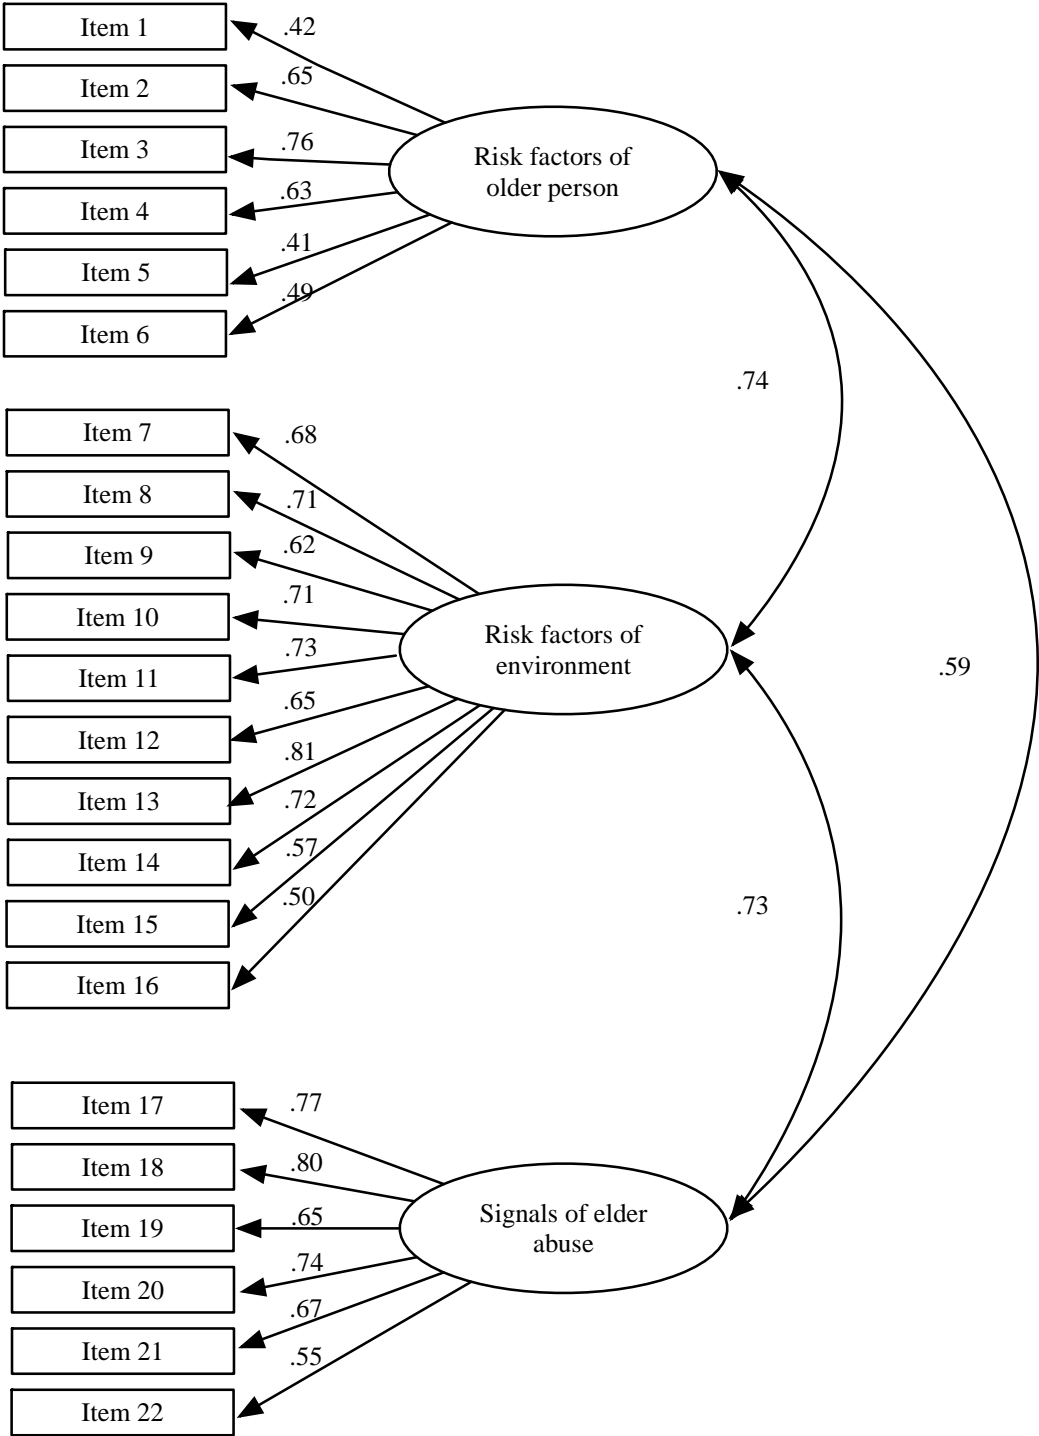 Item 1
.42
Item 2
.65
Item 3
.76
Item 4
.63
Item 5
.41
Item 6
.49
Risk factors of
older person
.74
Item 7
.68
Item 8
.71
Item 9
.62
Item 10
.71
Item 11
.73
Item 12
.65
Item 13
.81
Item 14
.72
Item 15
.57
Item 16
.50
Risk factors of
environment
.59
.73
Item 17
.77
Item 18
.80
Item 19
.65
Item 20
.74
Item 21
.67
Item 22
.55
Signals of elder
abuse